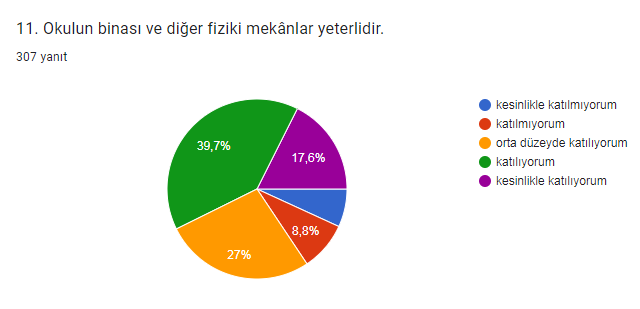 11. Okulun binası ve diğer fiziki mekânlar yeterlidir.
307 yanıt
kesinlikle katılmıyorum
katılmıyorum
orta düzeyde katılıyorum
katılıyorum
kesinlikle katılıyorum
39,7%
17,6%
8,8%
27%